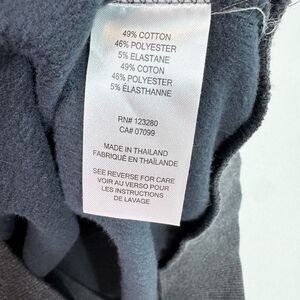 49% COTTON
46% POLYESTER
5% ELASTANE
49% COTON
46% POLYESTER
5% ÉLASTHANNE
RN# 123280
CA# 07099
MADE IN THAILAND
FABRIQUÉ EN THAÏLANDE
SEE REVERSE FOR CARE
VOIR AU VERSO POUR
LES INSTRUCTIONS
DE LAVAGE